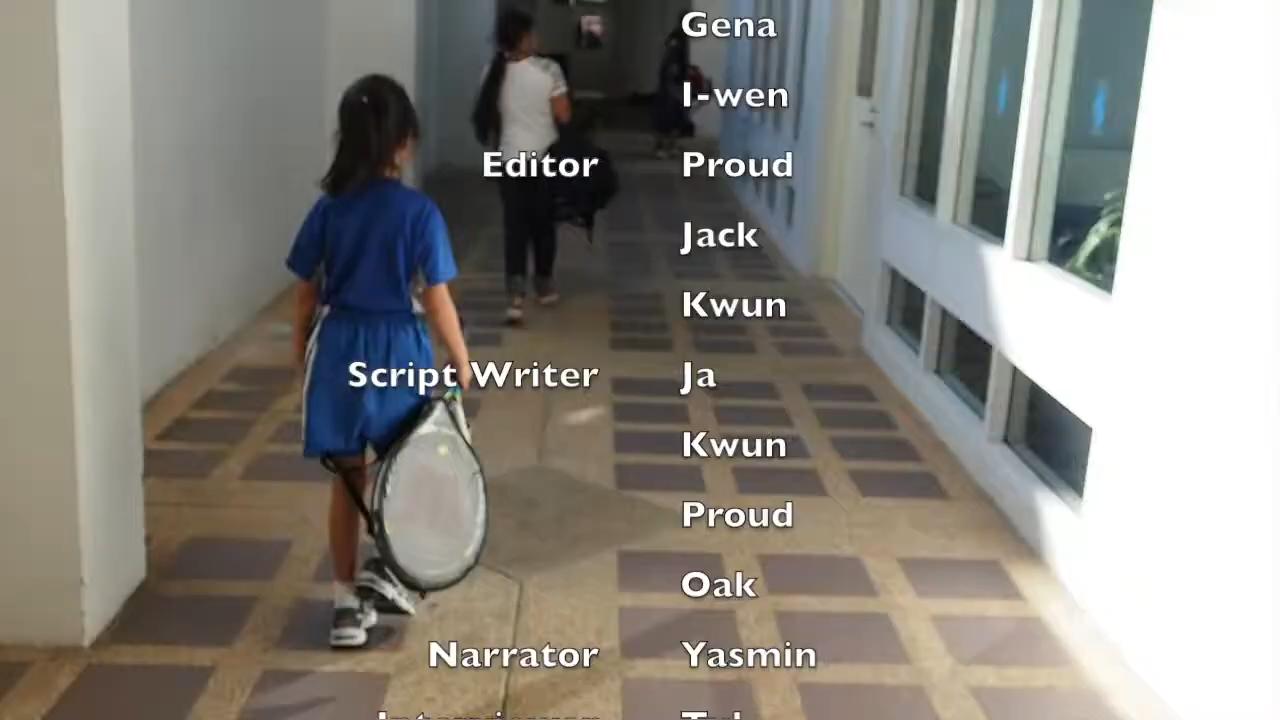 Gena
I-wen
Editor Proud
Jack
Kwun
Script Writer Ja
Kwun
Proud
Oak
Narrator Yasmin